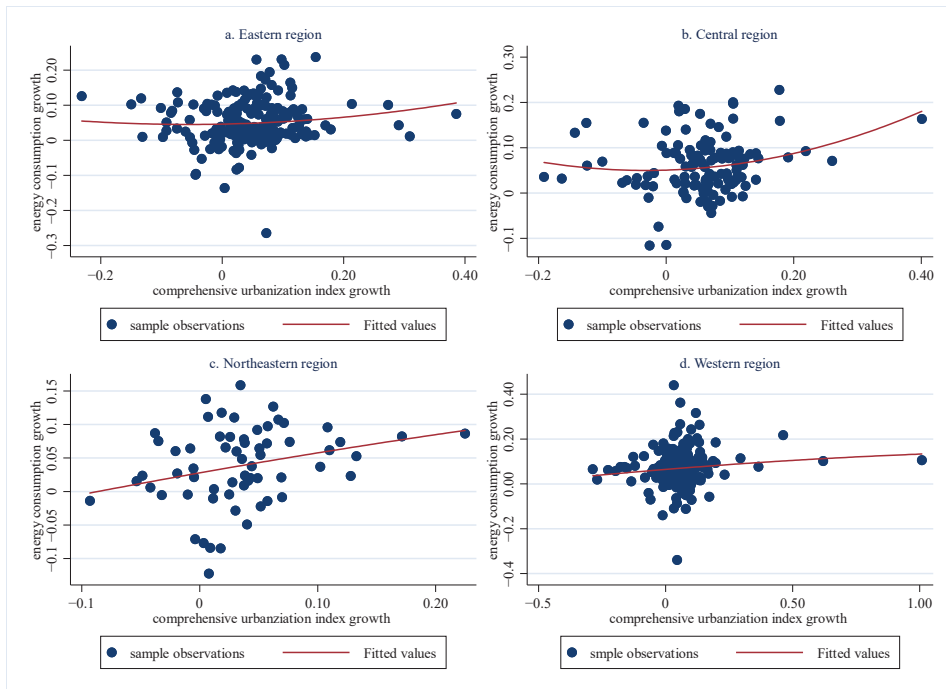 a. Eastern region
energy consumption growth
0.20
0.10
0
−0.1
−0.2
−0.3
−0.2
0
0.20
0.40
comprehensive urbanization index growth
sample observations
Fitted values
b. Central region
energy consumption growth
0.30
0.2
0.10
0
−0.1
−0.2
0
0.20
0.40
comprehensive urbanization index growth
sample observations
Fitted values
c. Northeastern region
energy consumption growth
0.15
0.1
0.05
0
−0.05
−0.1
−0.1
0
0.10
0.20
comprehensive urbanziation index growth
sample observations
Fitted values
d. Western region
energy consumption growth
0.40
0.20
0.00
−0.2
−0.4
−0.5
0
0.50
1.00
comprehensive urbanization index growth
smple observations
Fitted values